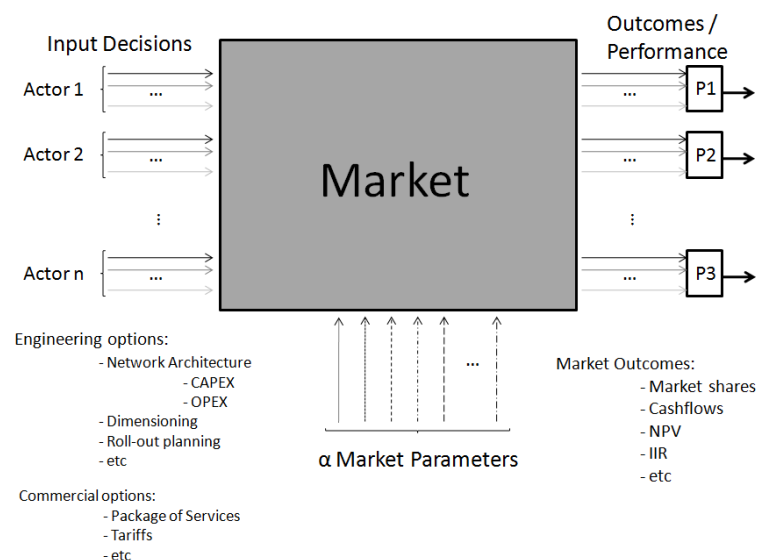 Input Decisions
Outcomes /
Performance
Actor 1
...
...
P1
Actor 2
...
Market
...
P2
...
...
Actor n
...
...
P3
Engineering options:
- Network Architecture
- CAPEX
- OPEX
- Dimensioning
- Roll-out planning
- etc
...
α Market Parameters
Market Outcomes:
- Market shares
- Cashflows
- NPV
- IIR
- etc
Commercial options:
- Package of Services
- Tariffs
- etc